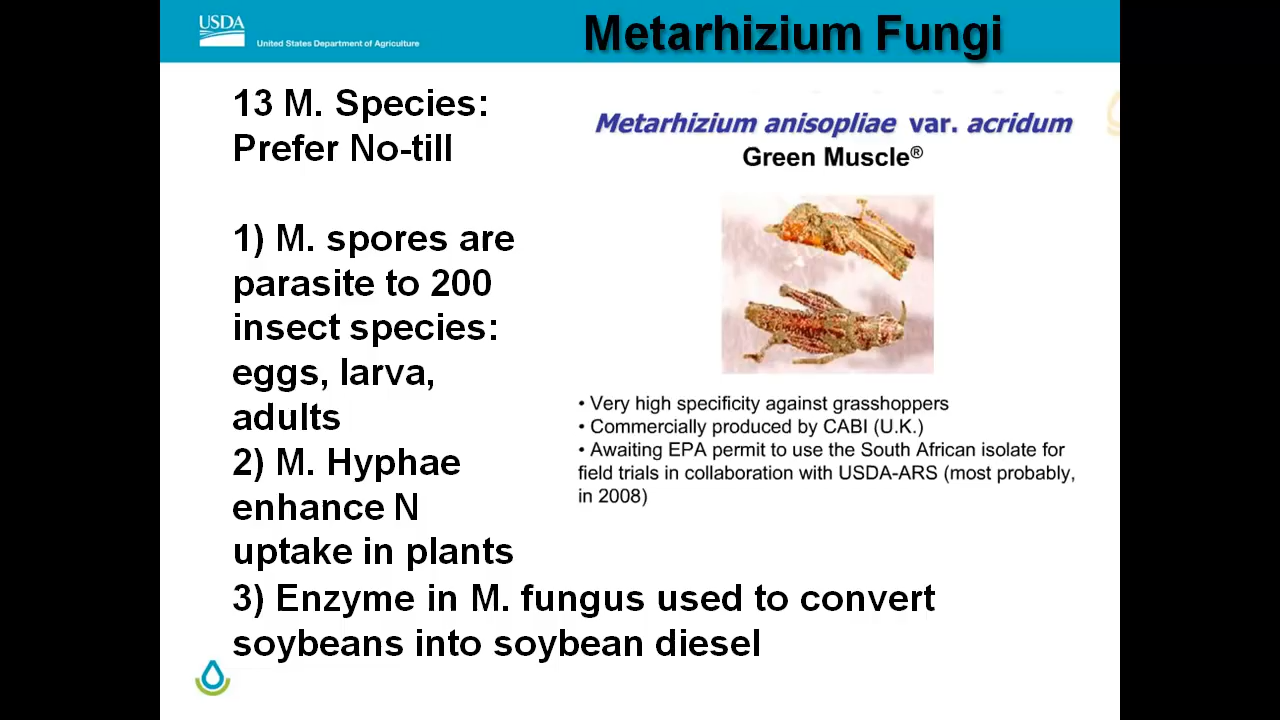 USDA
United States Department of Agriculture
Metarhizium Fungi
13 M. Species:
Prefer No-till
1) M. spores are
parasite to 200
insect species:
eggs, larva,
adults
2) M. Hyphae
enhance N
uptake in plants
3) Enzyme in M. fungus used to convert
soybeans into soybean diesel
Metarhizium anisopliae var. acridum
Green Muscle®
• Very high specificity against grasshoppers
• Commercially produced by CABI (U.K.)
• Awaiting EPA permit to use the South African isolate for
field trials in collaboration with USDA-ARS (most probably,
in 2008)